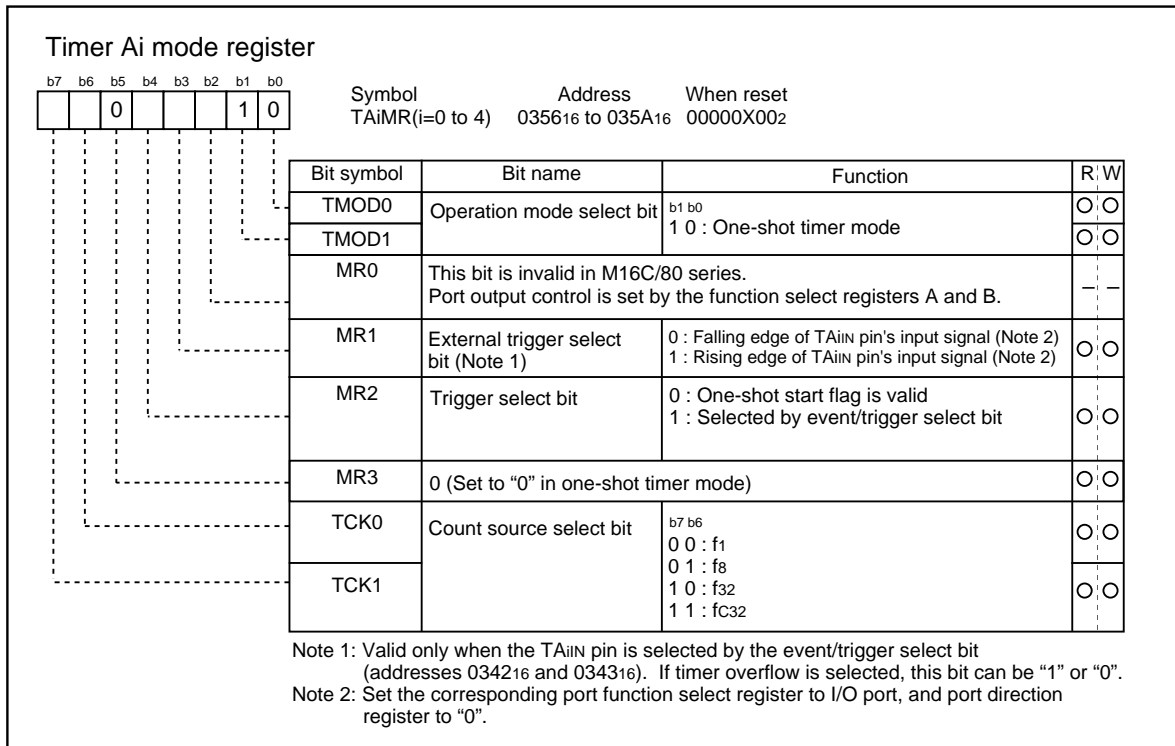 Timer Ai mode register
b7 b6 b5 b4 b3 b2 b1 b0
0 1 0
Symbol Address When reset
TAiMR(i=0 to 4) 035616 to 035A16 00000X002
Bit symbol Bit name Function R W
TMOD0 Operation mode select bit b1 b0
1 0 : One-shot timer mode
TMOD1
MR0 This bit is invalid in M16C/80 series.
Port output control is set by the function select registers A and B.
– –
MR1 External trigger select bit (Note 1)
0 : Falling edge of TAiIN pin's input signal (Note 2)
1 : Rising edge of TAiIN pin's input signal (Note 2)
MR2 Trigger select bit 0 : One-shot start flag is valid
1 : Selected by event/trigger select bit
MR3 0 (Set to “0” in one-shot timer mode)
TCK0 Count source select bit b7 b6
0 0 : f1
0 1 : f8
TCK1 1 0 : f32
1 1 : fC32
Note 1: Valid only when the TAiIN pin is selected by the event/trigger select bit
(addresses 034216 and 034316). If timer overflow is selected, this bit can be “1” or “0”.
Note 2: Set the corresponding port function select register to I/O port, and port direction
register to “0”.